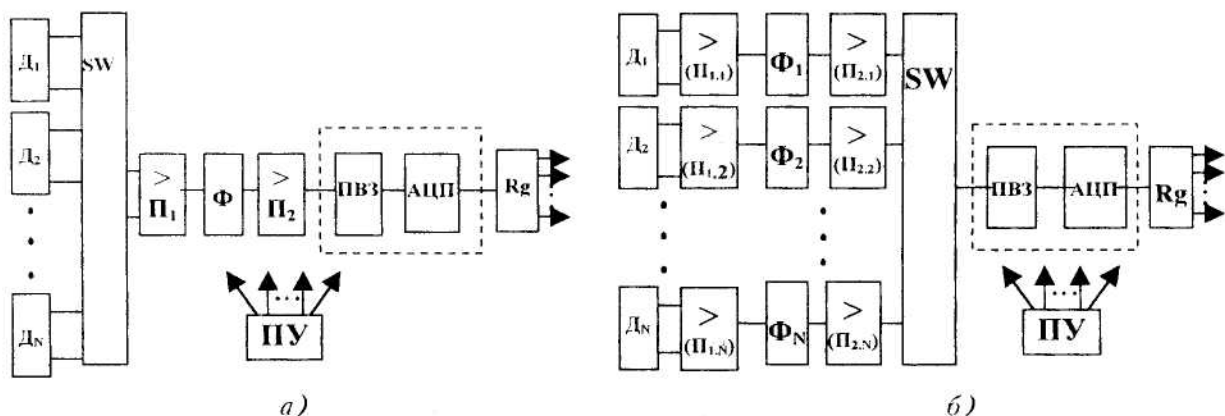 Д1
SW
Д2
ДN
>
П1
Ф
>
П2
ПВЗ
АЦП
Rg
...
ПУ
а)
Д1
>
(П1,1)
Ф1
>
(П2,1)
SW
Д2
>
(П1,2)
Ф2
>
(П2,2)
ДN
>
(П1,N)
ФN
>
(П2,N)
ПВЗ
АЦП
Rg
...
ПУ
б)